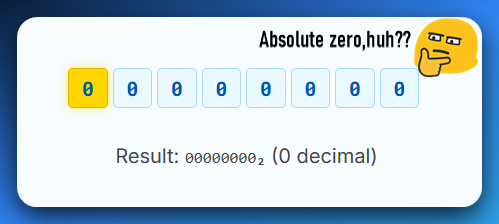 Absolute zero,huh??
0 0 0 0 0 0 0 0
Result: 00000000₂ (0 decimal)